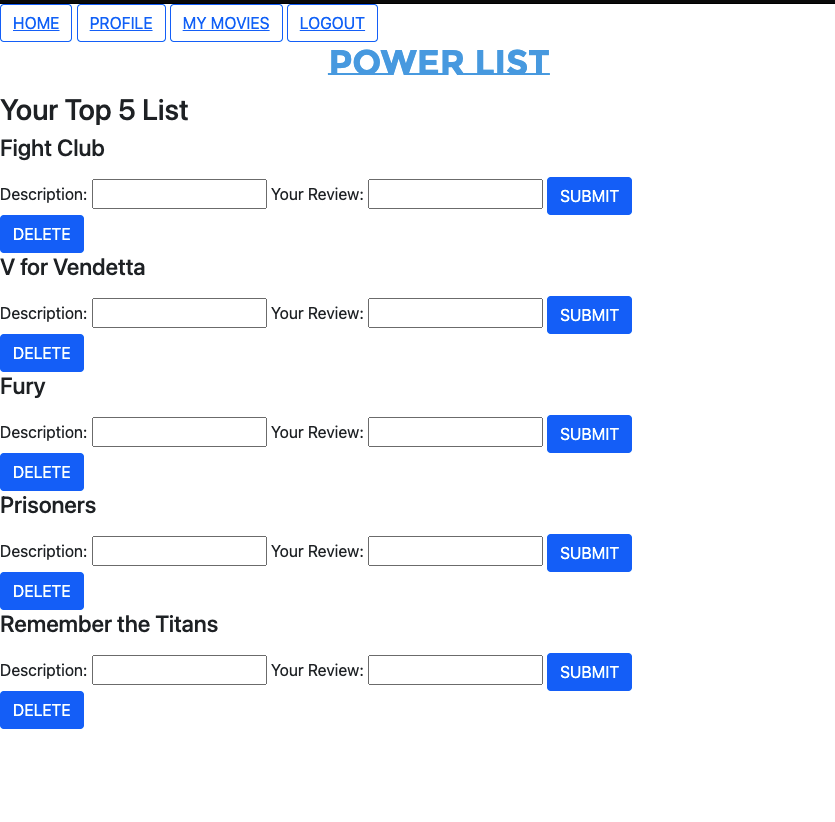 HOME PROFILE MY MOVIES LOGOUT
POWER LIST
Your Top 5 List
Fight Club
Description: Your Review: SUBMIT
DELETE
V for Vendetta
Description: Your Review: SUBMIT
DELETE
Fury
Description: Your Review: SUBMIT
DELETE
Prisoners
Description: Your Review: SUBMIT
DELETE
Remember the Titans
Description: Your Review: SUBMIT
DELETE